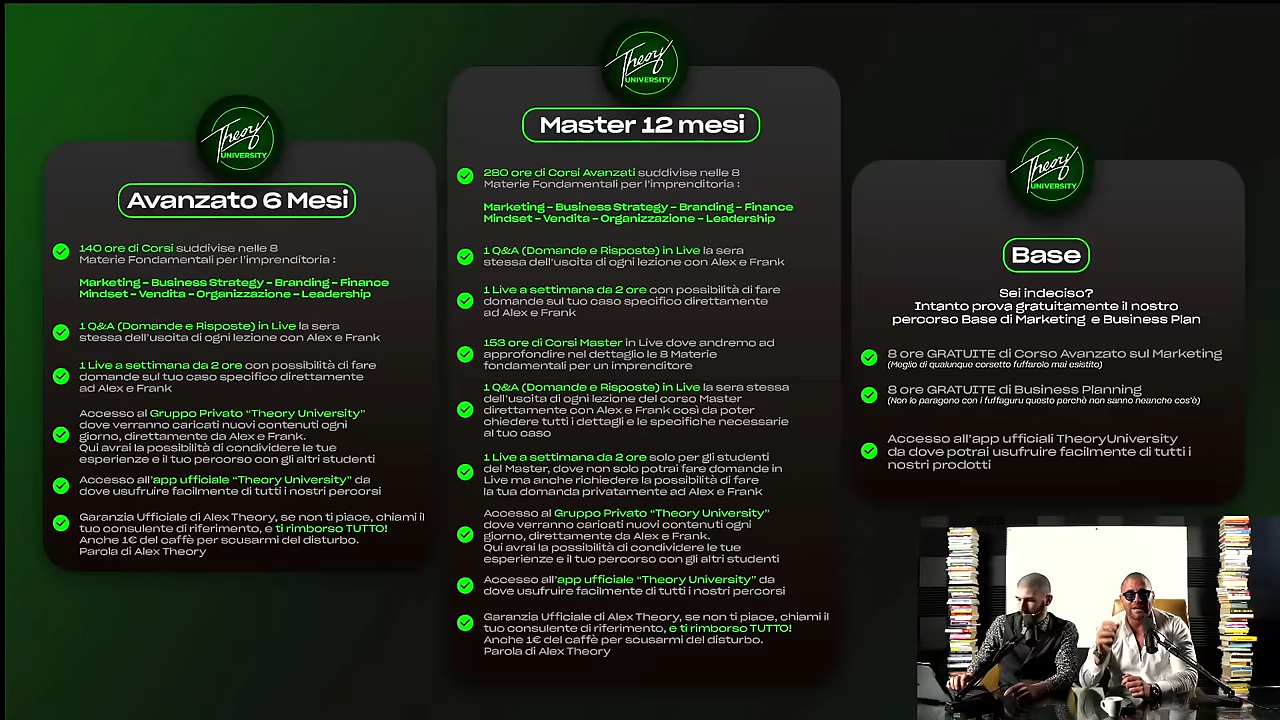 Theory
UNIVERSITY
Avanzato 6 Mesi
140 ore di Corsi suddivise nelle 8
Materie Fondamentali per l'imprenditoria :
Marketing - Business Strategy - Branding - Finance
Mindset - Vendita - Organizzazione - Leadership
1 Q&A (Domande e Risposte) in Live la sera
stessa dell'uscita di ogni lezione con Alex e Frank
1 Live a settimana da 2 ore con possibilità di fare
domande sul tuo caso specifico direttamente
ad Alex e Frank
Accesso al Gruppo Privato "Theory University"
dove verranno caricati nuovi contenuti ogni
giorno, direttamente da Alex e Frank.
Qui avrai la possibilità di condividere le tue
esperienze e il tuo percorso con gli altri studenti
Accesso all'app ufficiale "Theory University" da
dove usufruire facilmente di tutti i nostri percorsi
Garanzia Ufficiale di Alex Theory, se non ti piace, chiami il
tuo consulente di riferimento, e ti rimborso TUTTO!
Anche 1€ del caffè per scusarmi del disturbo.
Parola di Alex Theory
Theory
UNIVERSITY
Master 12 mesi
280 ore di Corsi Avanzati suddivise nelle 8
Materie Fondamentali per l'imprenditoria :
Marketing - Business Strategy - Branding - Finance
Mindset - Vendita - Organizzazione - Leadership
1 Q&A (Domande e Risposte) in Live la sera
stessa dell'uscita di ogni lezione con Alex e Frank
1 Live a settimana da 2 ore con possibilità di fare
domande sul tuo caso specifico direttamente
ad Alex e Frank
153 ore di Corsi Master in Live dove andremo ad
approfondire nel dettaglio le 8 Materie
fondamentali per un imprenditore
1 Q&A (Domande e Risposte) in Live la sera stessa
dell'uscita di ogni lezione del corso Master
direttamente con Alex e Frank così da poter
chiedere tutti i dettagli e le specifiche necessarie
al tuo caso
1 Live a settimana da 2 ore solo per gli studenti
del Master, dove non solo potrai fare domande in
Live ma anche richiedere la possibilità di fare
la tua domanda privatamente ad Alex e Frank
Accesso al Gruppo Privato "Theory University"
dove verranno caricati nuovi contenuti ogni
giorno, direttamente da Alex e Frank.
Qui avrai la possibilità di condividere le tue
esperienze e il tuo percorso con gli altri studenti
Accesso all'app ufficiale "Theory University" da
dove usufruire facilmente di tutti i nostri percorsi
Garanzia Ufficiale di Alex Theory, se non ti piace, chiami il
tuo consulente di riferimento, e ti rimborso TUTTO!
Anche 1€ del caffè per scusarmi del disturbo.
Parola di Alex Theory
Theory
UNIVERSITY
Base
Sei indeciso?
Intanto prova gratuitamente il nostro
percorso Base di Marketing e Business Plan
8 ore GRATUITE di Corso Avanzato sul Marketing
(Meglio di qualunque corsetto fuffarolo mai esistito)
8 ore GRATUITE di Business Planning
(Non lo paragono con i fuffaguru questo perchè non sanno neanche cos'è)
Accesso all'app ufficiali TheoryUniversity
da dove potrai usufruire facilmente di tutti i
nostri prodotti